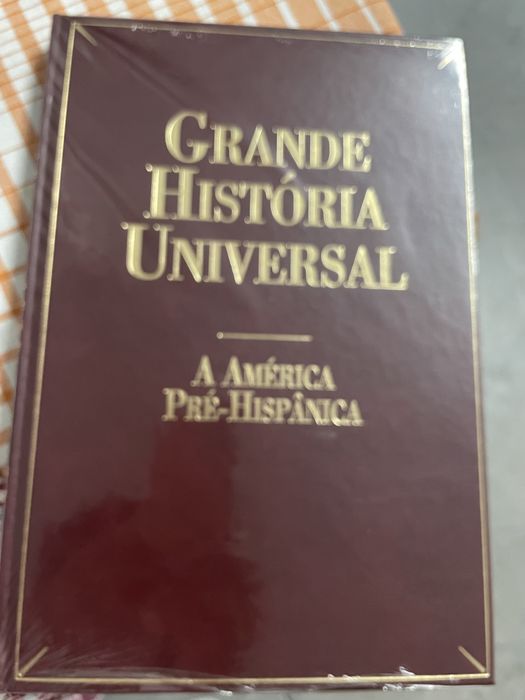 GRANDE
HISTÓRIA
UNIVERSAL
A AMÉRICA
PRÉ-HISPÂNICA